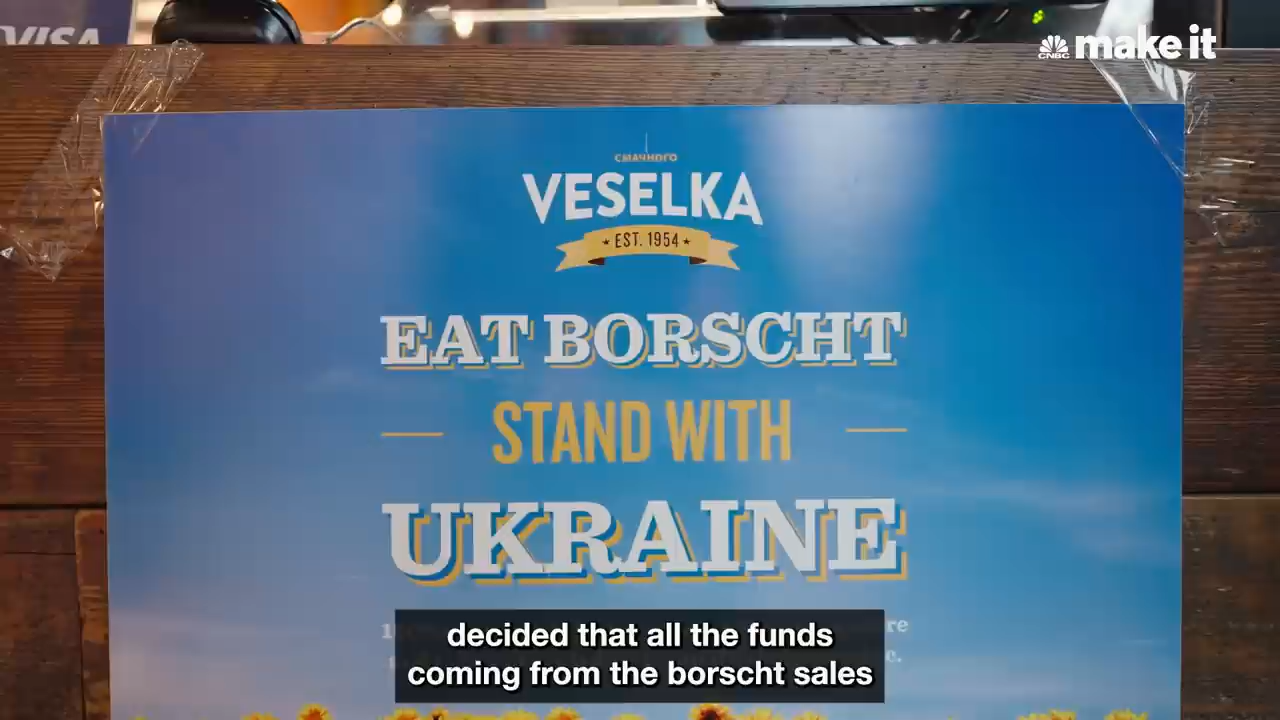 VISA
CNBC make it
СМАЧНОГО
VESELKA
EST. 1954
EAT BORSCHT
STAND WITH
UKRAINE
decided that all the funds
coming from the borscht sales